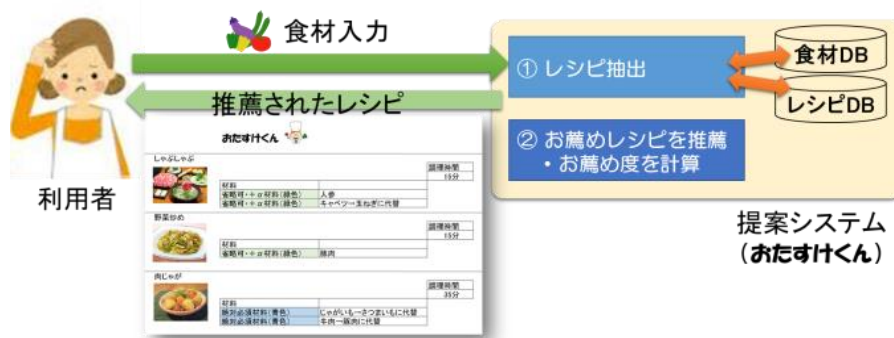 食材入力
推薦されたレシピ
利用者
① レシピ抽出
食材DB
レシピDB
② お薦めレシピを推薦
・お薦め度を計算
提案システム
(おたすけくん)
おたすけくん
しゃぶしゃぶ
調理時間
15分
材料
省略可・+α材料(緑色) 人参
省略可・+α材料(緑色) キャベツー玉ねぎに代替
野菜炒め
調理時間
15分
材料
省略可・+α材料(緑色) 豚肉
肉じゃが
調理時間
35分
材料
絶対必須材料(青色) じゃがいもーさつまいもに代替
絶対必須材料(青色) 牛肉ー豚肉に代替